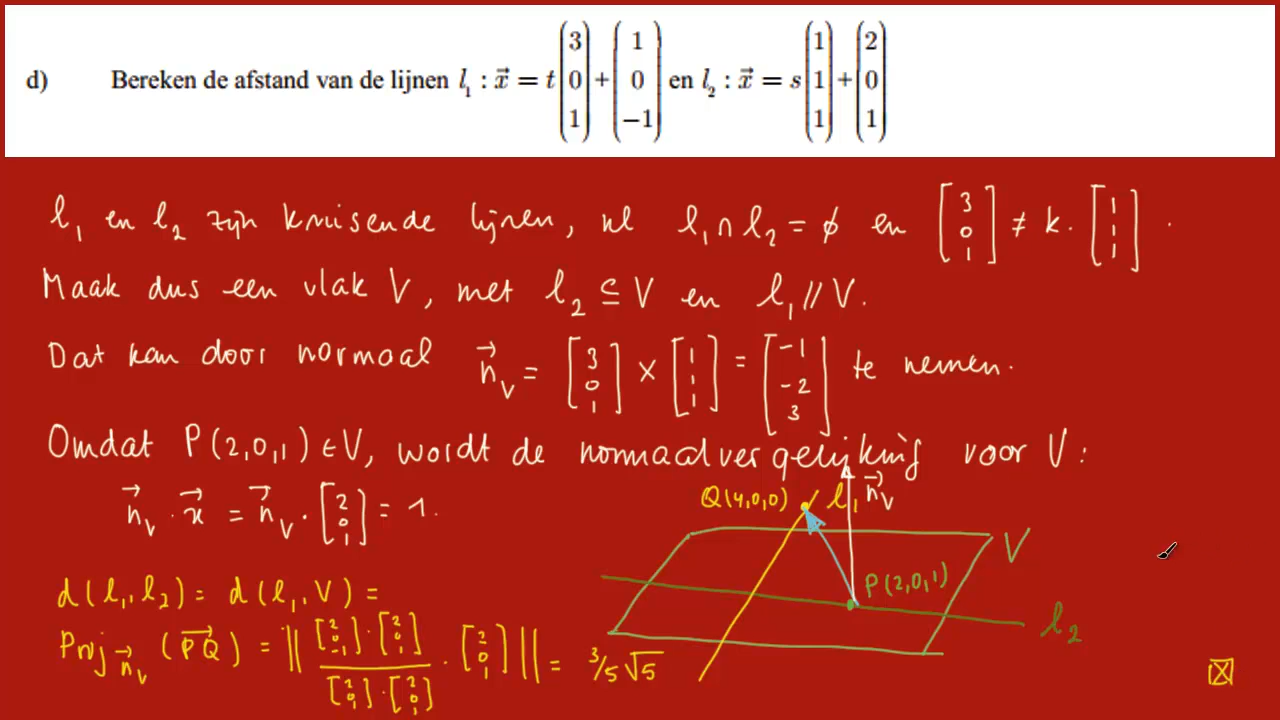 d) Bereken de afstand van de lijnen l₁ : x⃗ = t (3 0 1) + (1 0 −1) en l₂ : x⃗ = s (1 1 1) + (2 0 1)
l₁ en l₂ zijn kruisende lijnen, nl l₁ ∩ l₂ = ∅ en [3 0 1] ≠ k · [1 1 1] .
Maak dus een vlak V, met l₂ ⊆ V en l₁ // V.
Dat kan door normaal n⃗_V = [3 0 1] × [1 1 1] = [-1 -2 3] te nemen.
Omdat P(2,0,1) ∈ V, wordt de normaalvergelijking voor V:
n⃗_V · x⃗ = n⃗_V · [2 0 1] = 1.
Q(4,0,0) l₁ n⃗_V
V
P(2,0,1)
l₂
d(l₁,l₂) = d(l₁,V) =
Proj n⃗_V (P⃗Q⃗) = || [2 0 -1]·[2 0 1] / [2 0 1]·[2 0 1] · [2 0 1] || = 3/5 √5